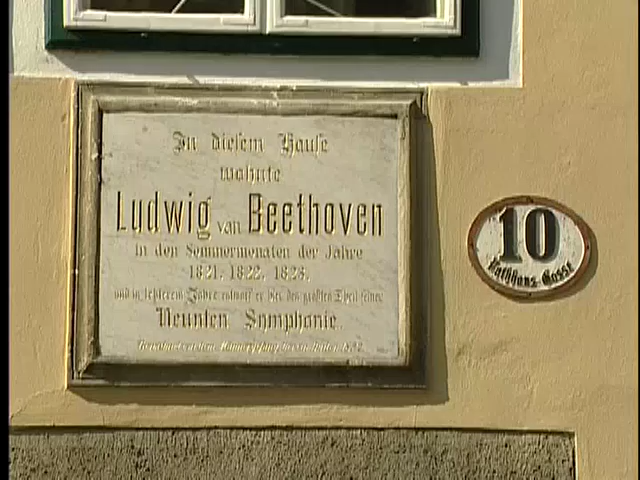 In diesem Hause
wohnte
Ludwig van Beethoven
in den Sommermonaten der Jahre
1821. 1822. 1823.
und in letzterem Jahre entwarf er hier den größten Theil seiner
Neunten Symphonie.
10
Rathhaus-Gasse